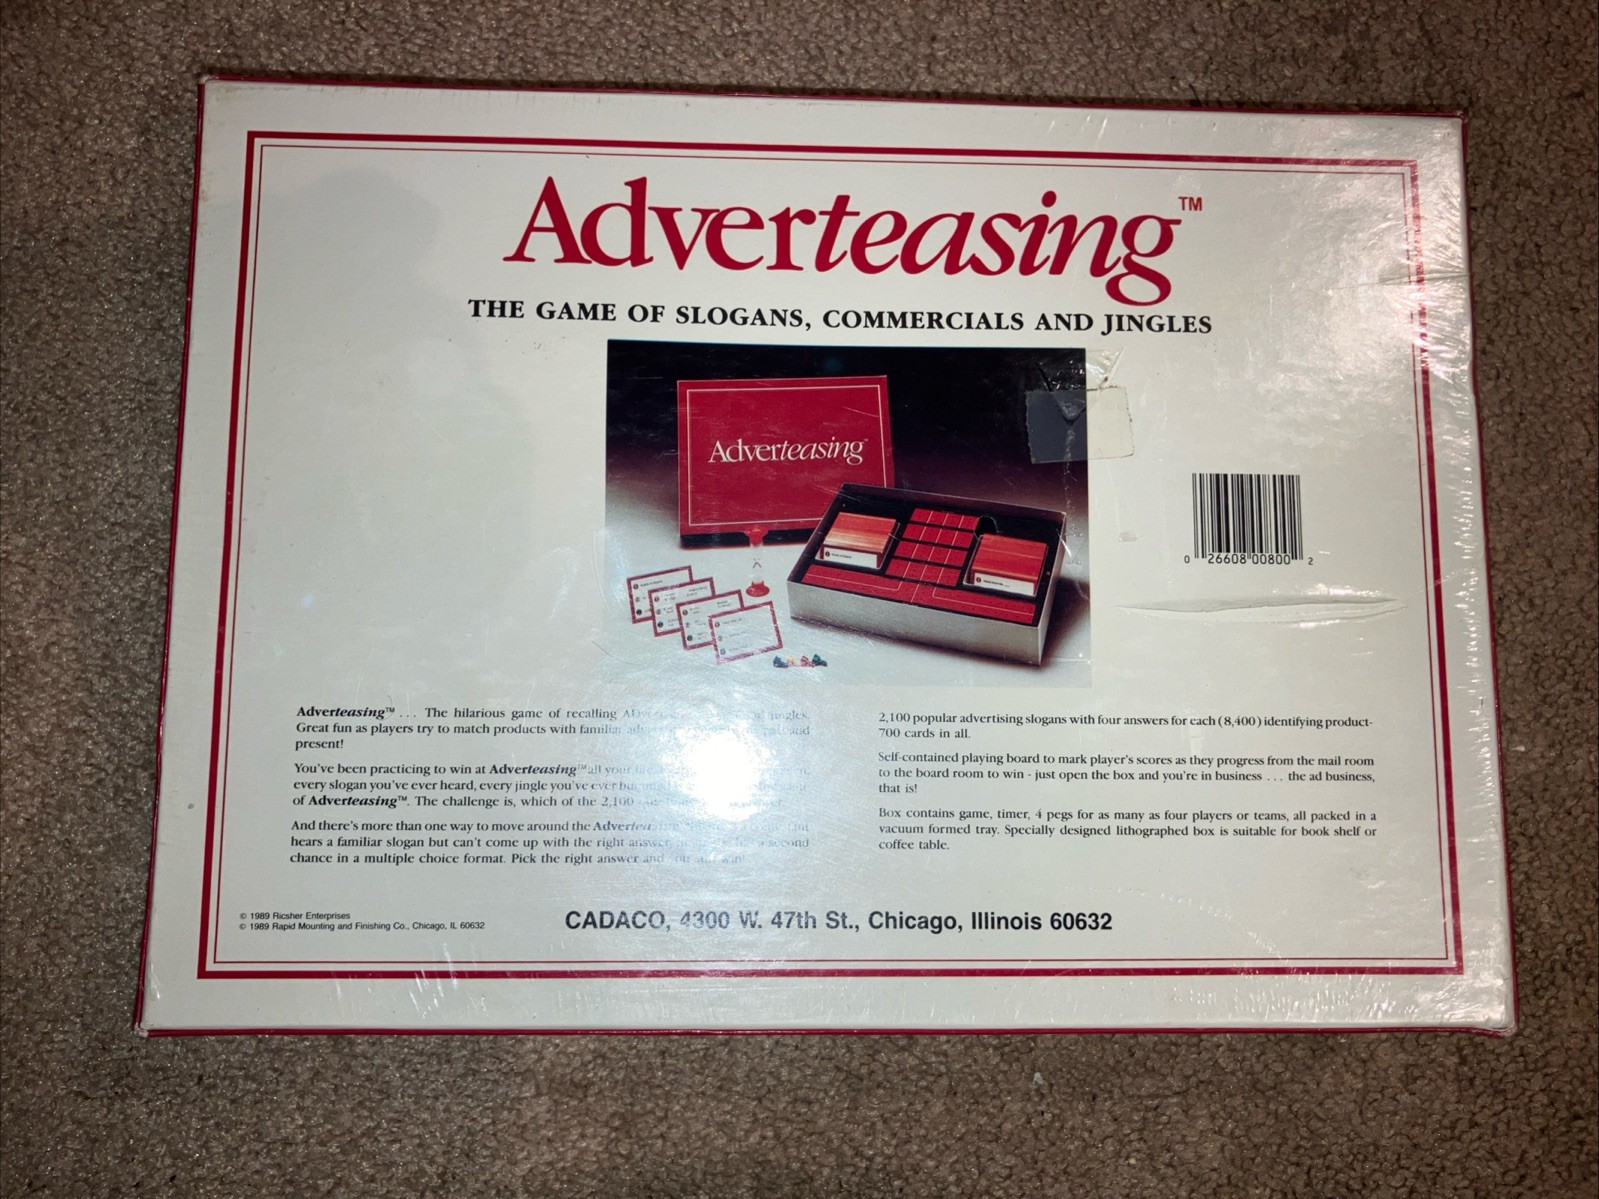 Adverteasing™
THE GAME OF SLOGANS, COMMERCIALS AND JINGLES
Adverteasing
0 26608 00800 2
Adverteasing™ ... The hilarious game of recalling jingles.
Great fun as players try to match products with familiar and
present!
You've been practicing to win at Adverteasing™ all your
every slogan you've ever heard, every jingle you've ever
of Adverteasing™. The challenge is, which of the 2,100
And there's more than one way to move around the
hears a familiar slogan but can't come up with the right answer second
chance in a multiple choice format. Pick the right answer and win!
2,100 popular advertising slogans with four answers for each (8,400) identifying product-
700 cards in all.
Self-contained playing board to mark player's scores as they progress from the mail room
to the board room to win - just open the box and you're in business ... the ad business,
that is!
Box contains game, timer, 4 pegs for as many as four players or teams, all packed in a
vacuum formed tray. Specially designed lithographed box is suitable for book shelf or
coffee table.
© 1989 Ricsher Enterprises
© 1989 Rapid Mounting and Finishing Co., Chicago, IL 60632
CADACO, 4300 W. 47th St., Chicago, Illinois 60632